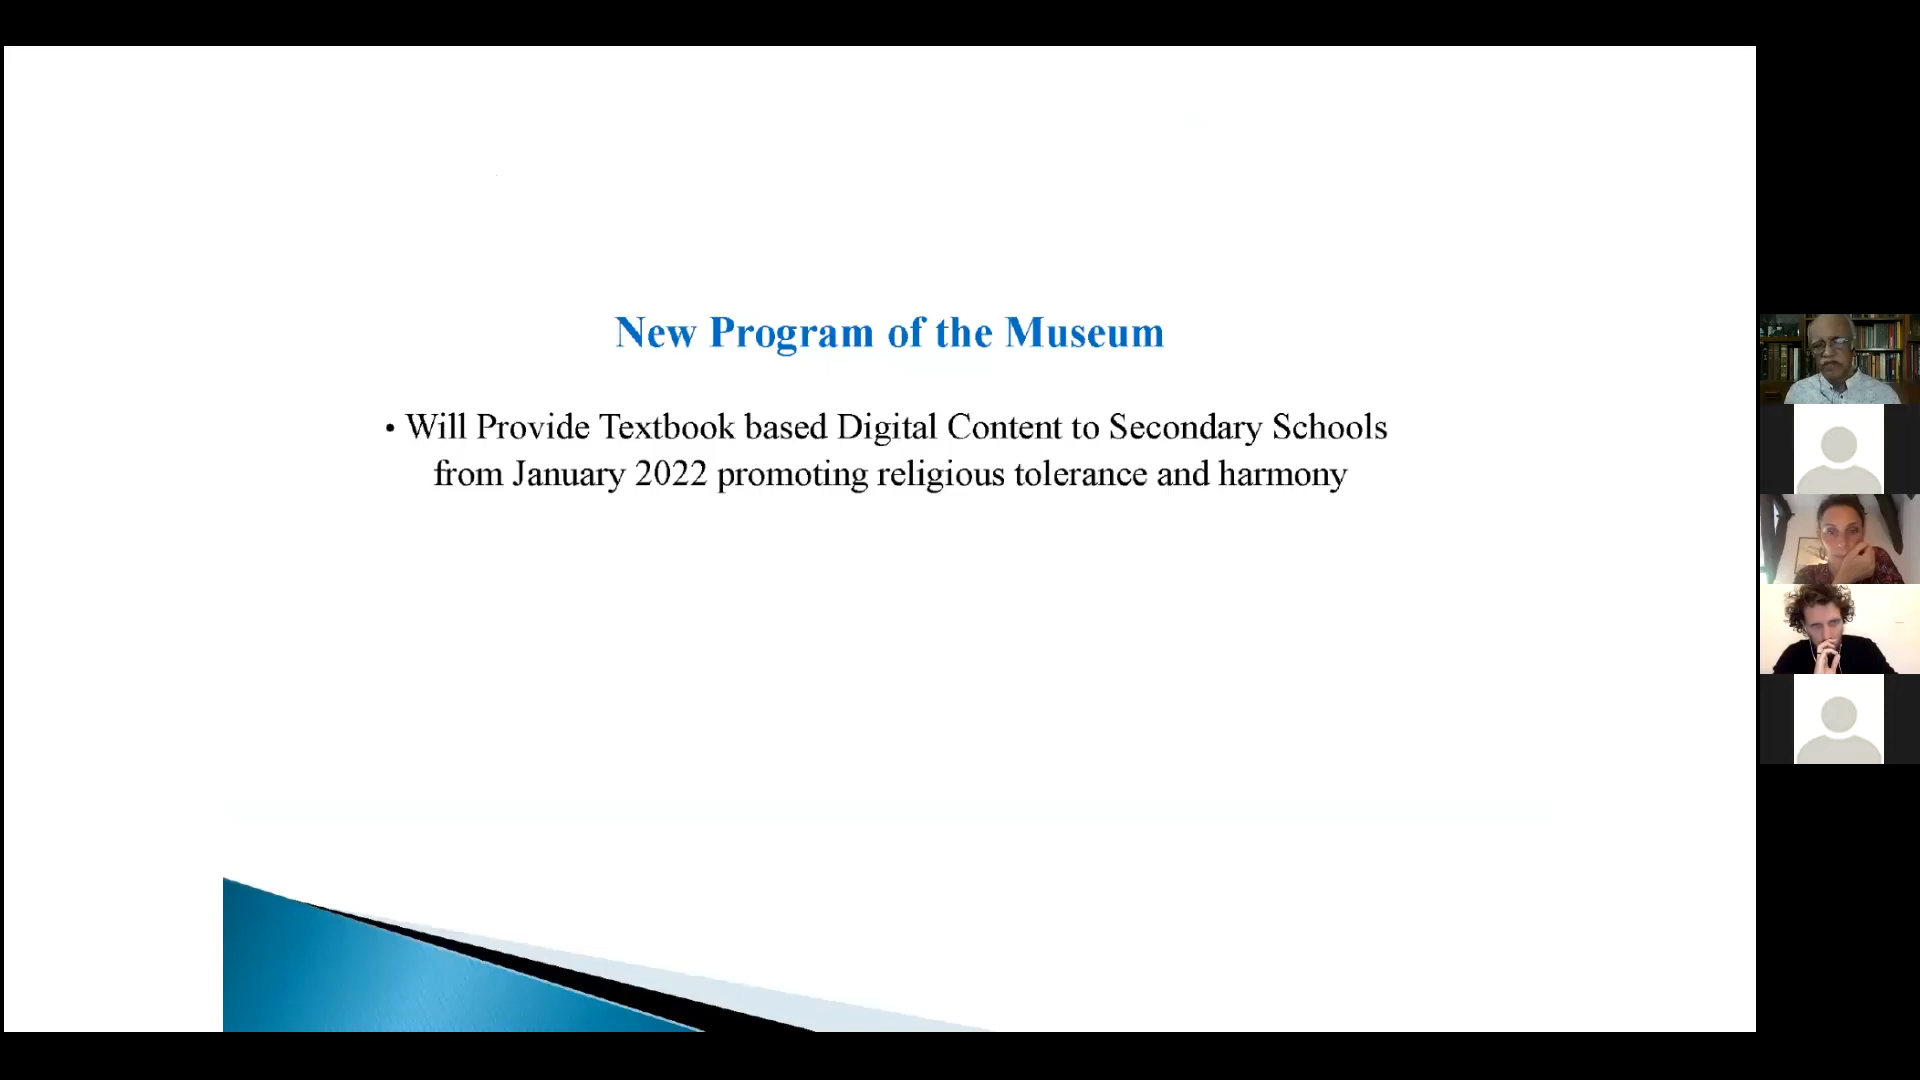 New Program of the Museum
• Will Provide Textbook based Digital Content to Secondary Schools
from January 2022 promoting religious tolerance and harmony